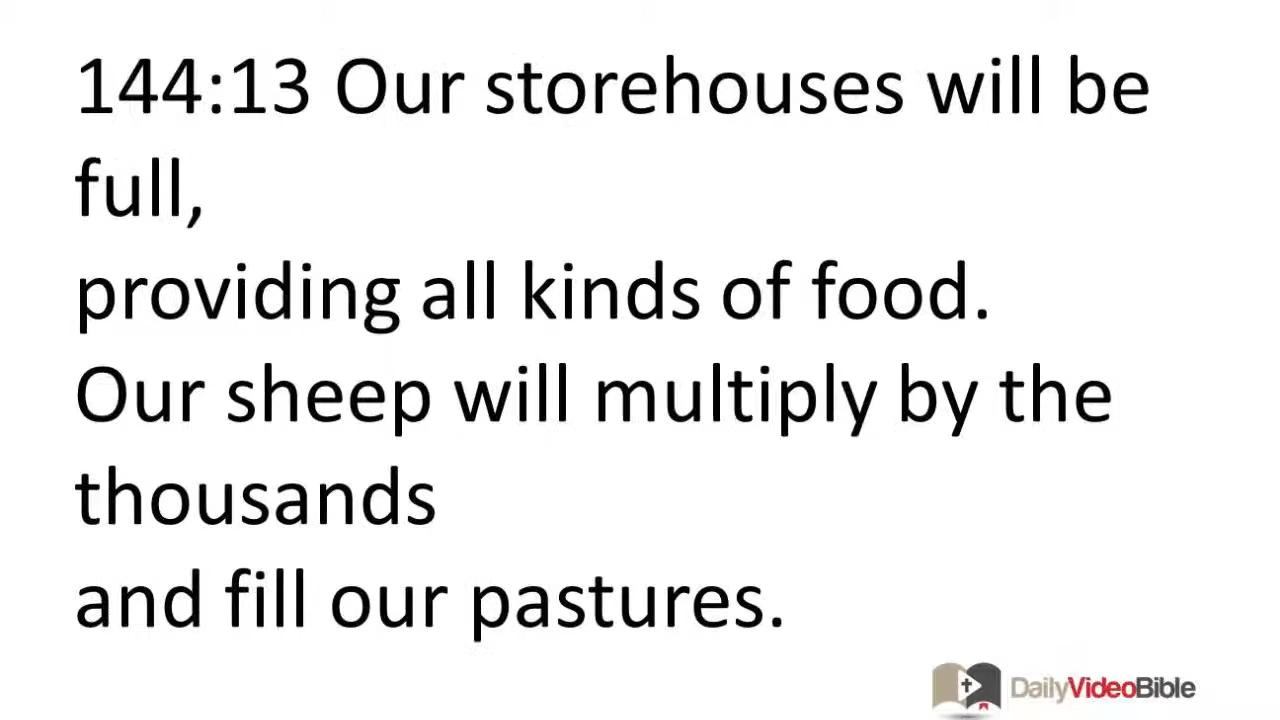 144:13 Our storehouses will be
full,
providing all kinds of food.
Our sheep will multiply by the
thousands
and fill our pastures.
DailyVideoBible